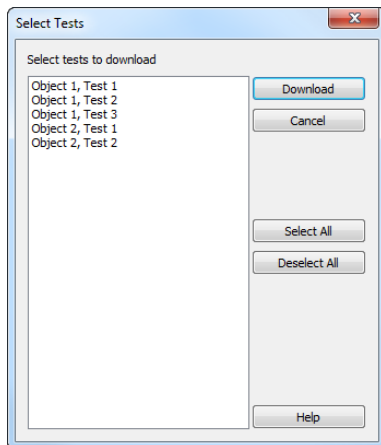 Select Tests
Select tests to download
Object 1, Test 1
Object 1, Test 2
Object 1, Test 3
Object 2, Test 1
Object 2, Test 2
Download
Cancel
Select All
Deselect All
Help